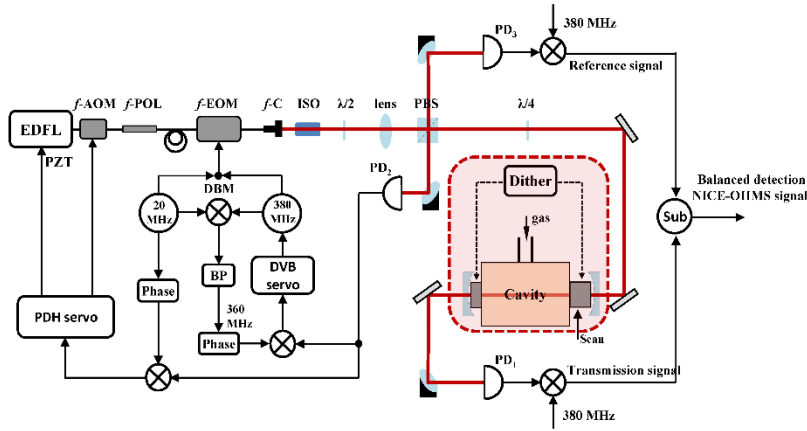 380 MHz
PD3
Reference signal
f-AOM
f-POL
f-EOM
f-C
ISO
λ/2
lens
PBS
λ/4
EDFL
PZT
PD2
DBM
20
MHz
380
MHz
Dither
gas
Balanced detection
NICE-OHMS signal
Sub
BP
DVB
servo
Phase
360
MHz
Cavity
PDH servo
Phase
Scan
PD1
Transmission signal
380 MHz